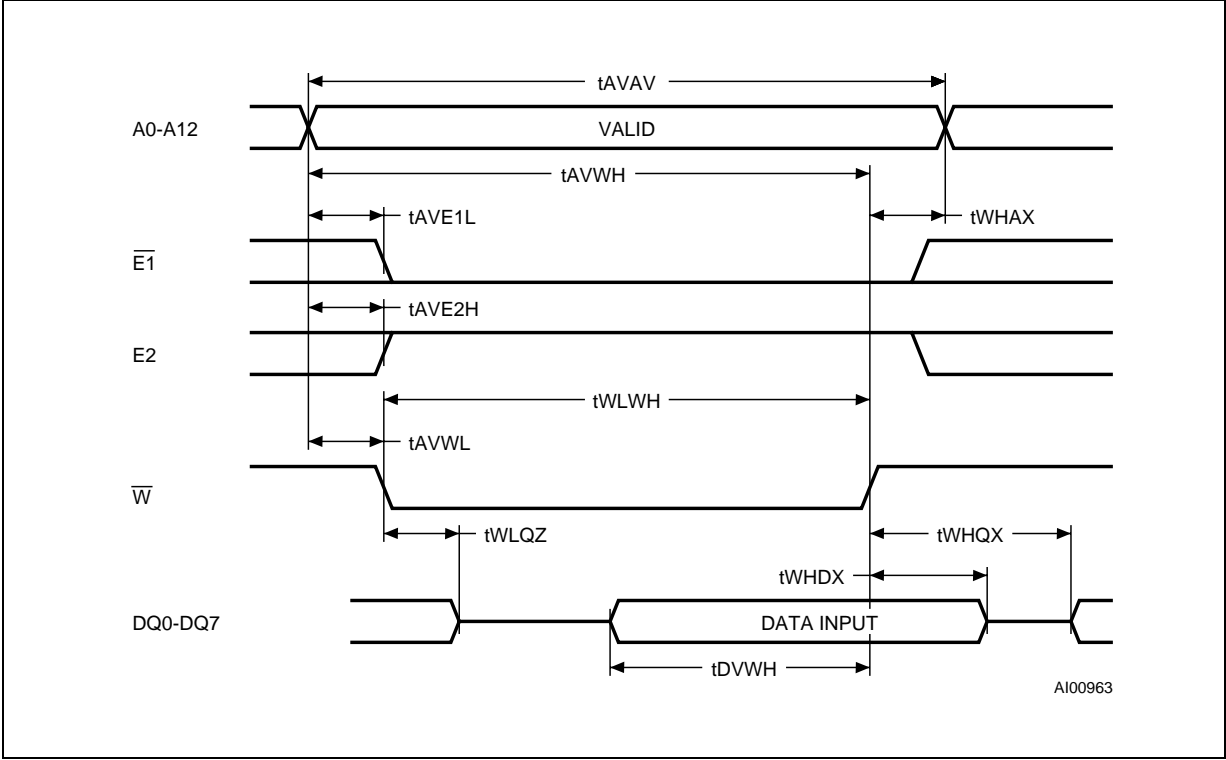 tAVAV
A0-A12 VALID
tAVWH
tAVE1L tWHAX
E1
tAVE2H
E2
tWLWH
tAVWL
W
tWLQZ tWHQX
tWHDX
DQ0-DQ7 DATA INPUT
tDVWH
AI00963